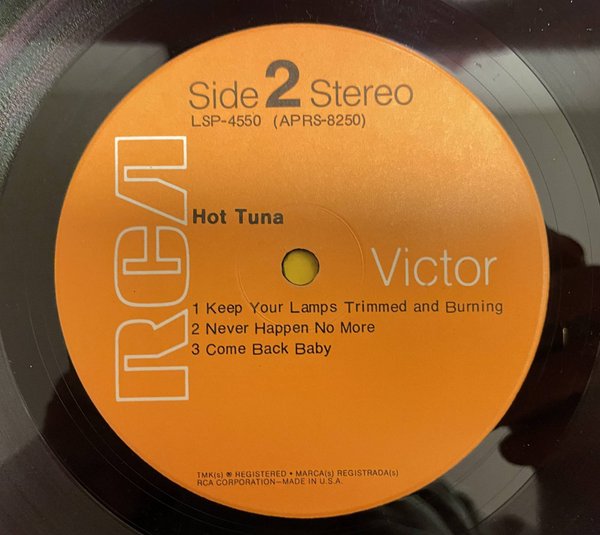 Side 2 Stereo
LSP-4550 (APRS-8250)
RCA
Hot Tuna
Victor
1 Keep Your Lamps Trimmed and Burning
2 Never Happen No More
3 Come Back Baby
TMK(s) ® REGISTERED • MARCA(s) REGISTRADA(s)
RCA CORPORATION—MADE IN U.S.A.